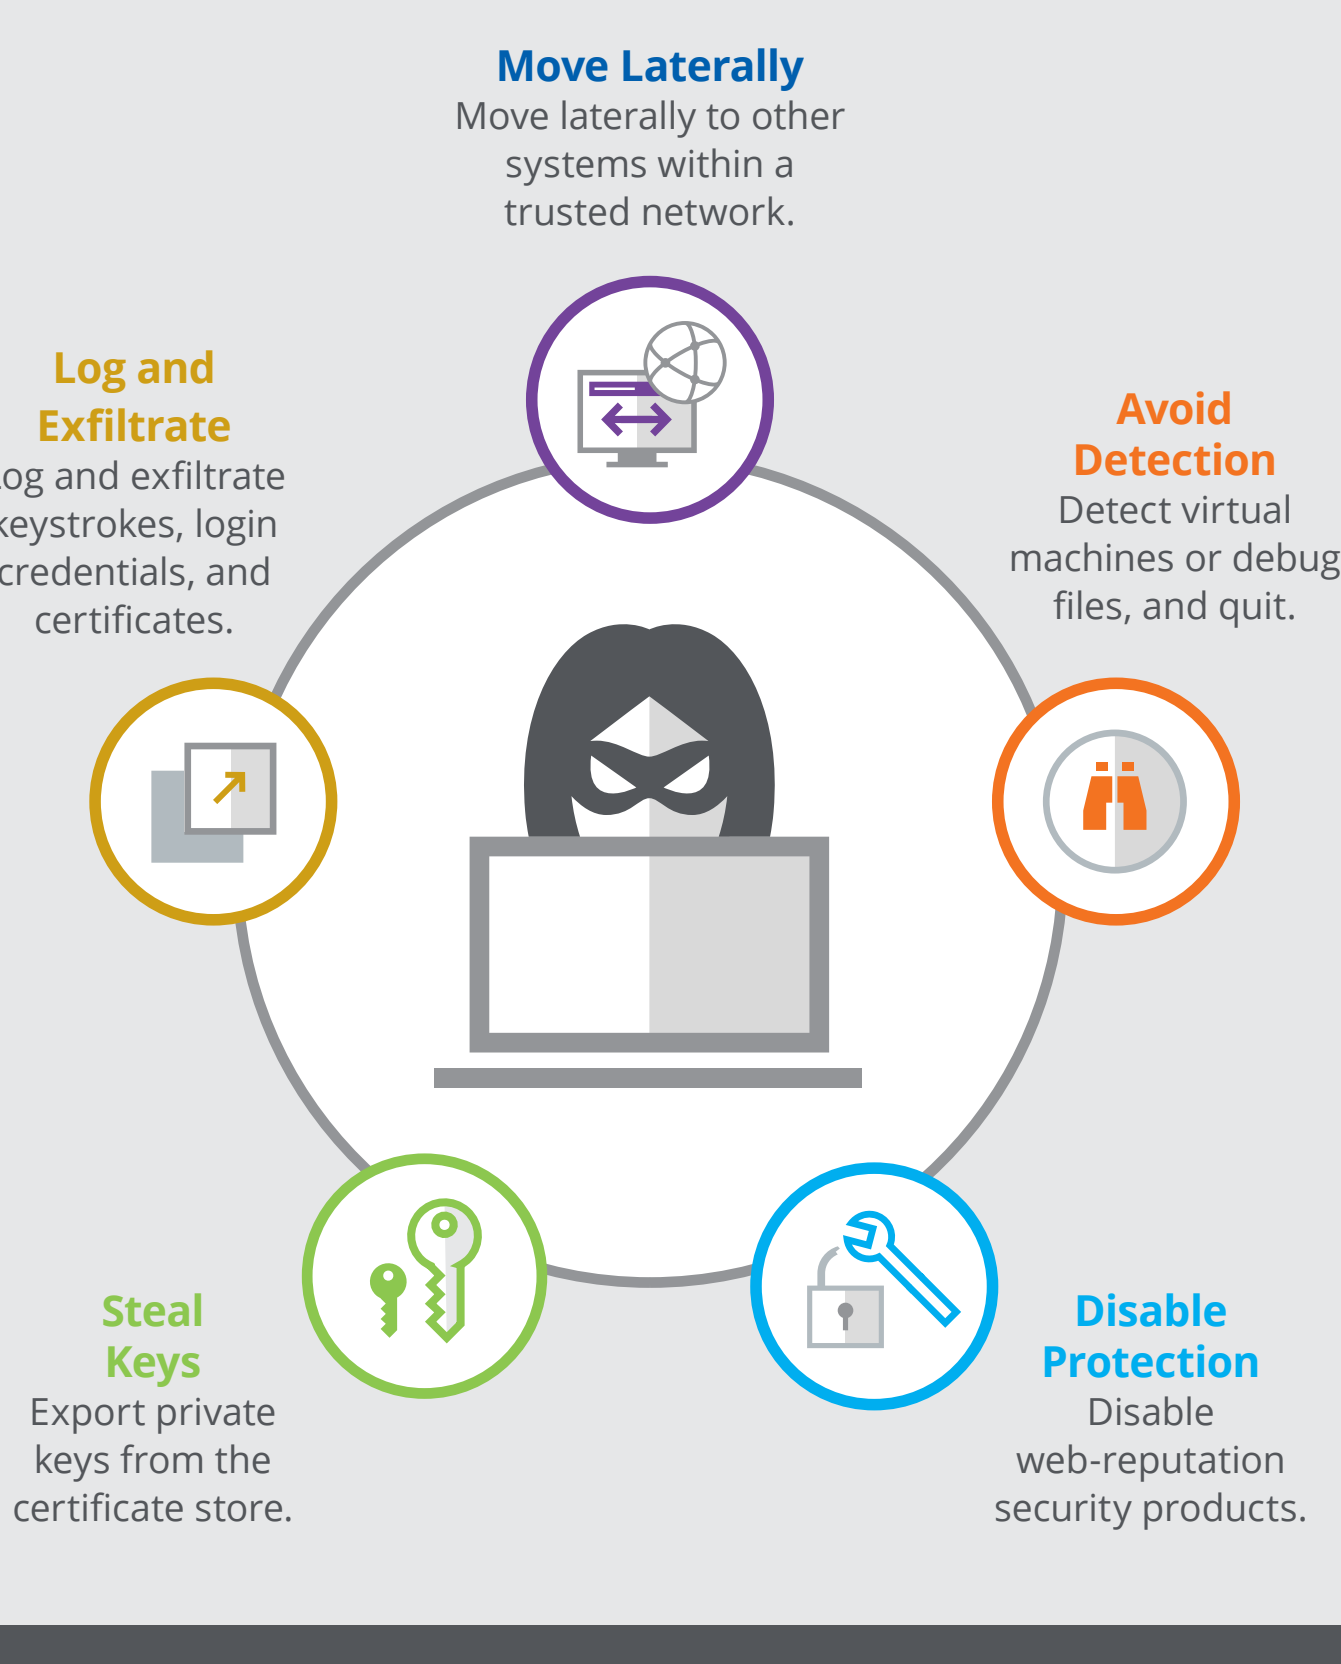 Move Laterally
Move laterally to other
systems within a
trusted network.
Log and
Exfiltrate
Log and exfiltrate
keystrokes, login
credentials, and
certificates.
Avoid
Detection
Detect virtual
machines or debug
files, and quit.
Steal
Keys
Export private
keys from the
certificate store.
Disable
Protection
Disable
web-reputation
security products.